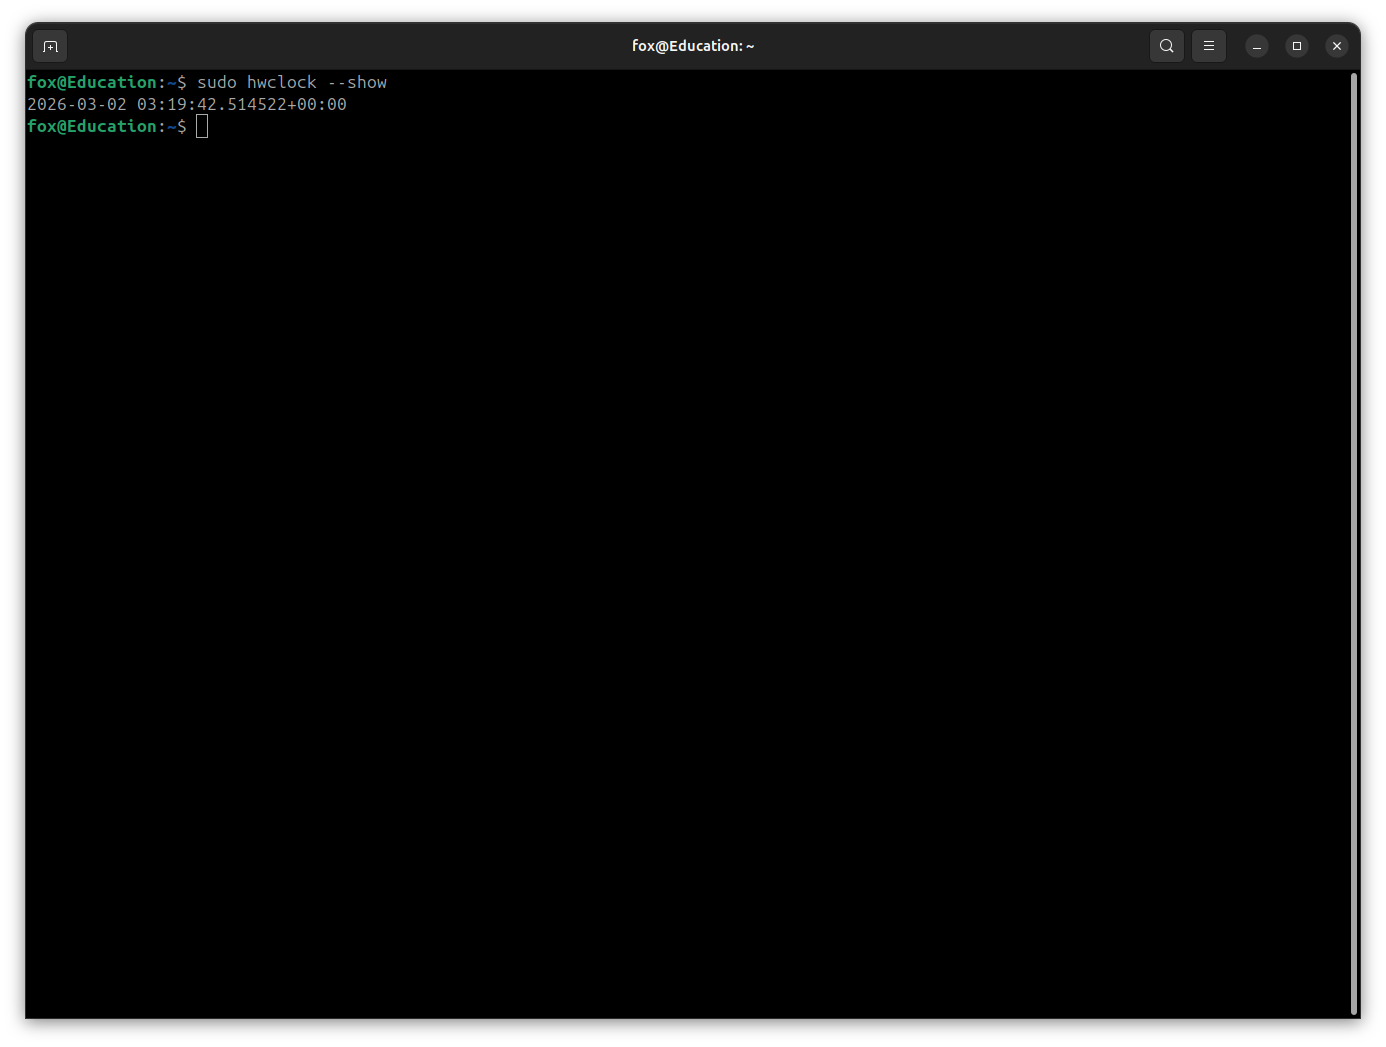 fox@Education: ~
fox@Education:~$ sudo hwclock --show
2026-03-02 03:19:42.514522+00:00
fox@Education:~$